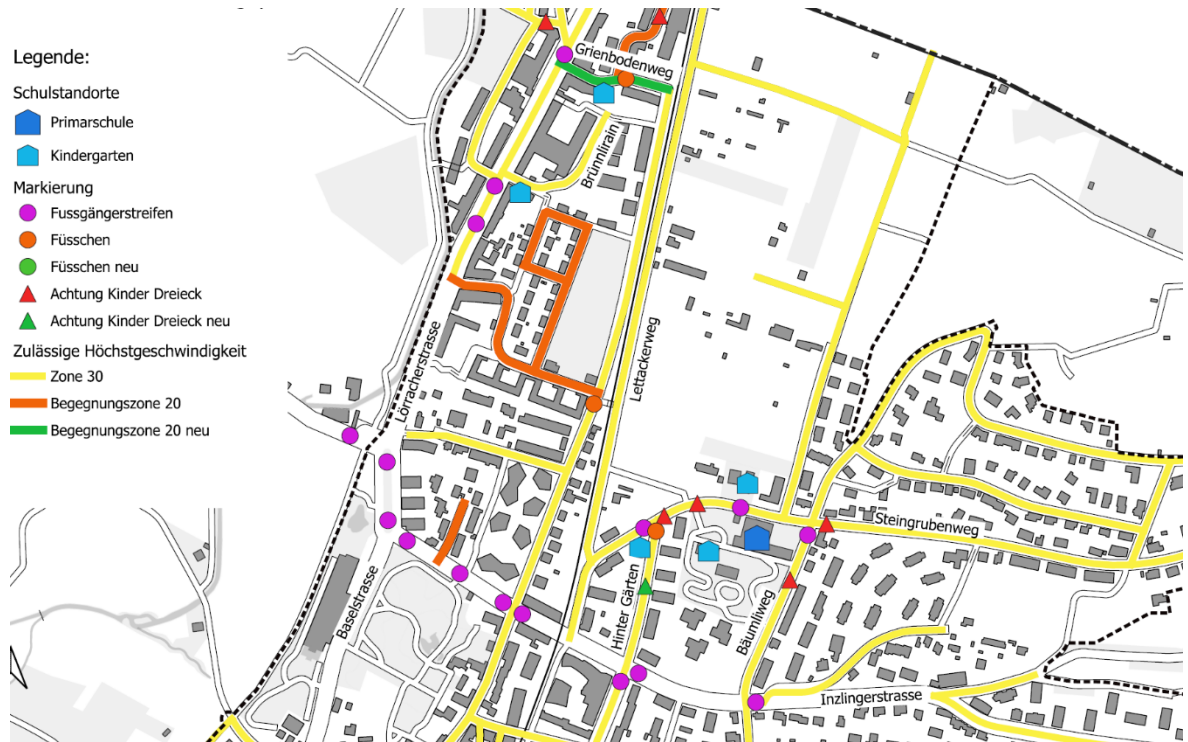 Legende:
Schulstandorte
Primarschule
Kindergarten
Markierung
Fussgängerstreifen
Füsschen
Füsschen neu
Achtung Kinder Dreieck
Achtung Kinder Dreieck neu
Zulässige Höchstgeschwindigkeit
Zone 30
Begegnungszone 20
Begegnungszone 20 neu
Grienbodenweg
Brünnlirain
Lörracherstrasse
Lettackerweg
Steingrubenweg
Baselstrasse
Hinter Gärten
Bäumliweg
Inzlingerstrasse